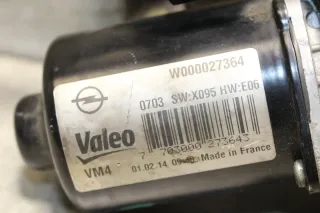 W000027364
0703 SW:X095 HW:E06
Valeo
7 703000 273643
VM4 01.02.14 Made in France